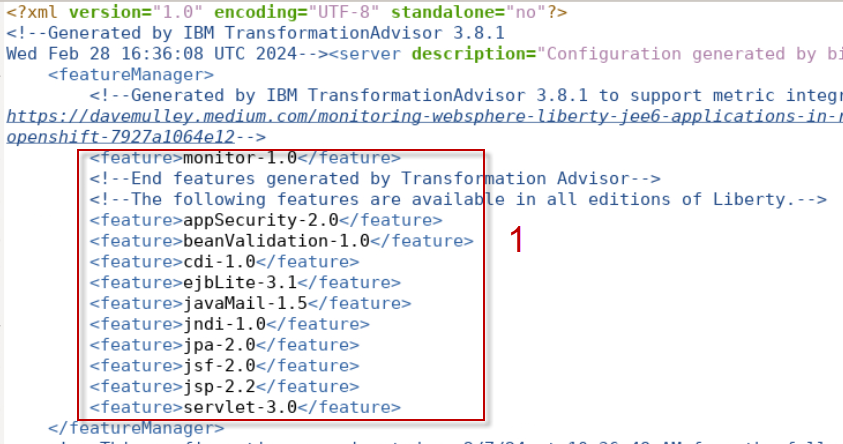 <?xml version="1.0" encoding="UTF-8" standalone="no"?>
<!--Generated by IBM TransformationAdvisor 3.8.1
Wed Feb 28 16:36:08 UTC 2024--><server description="Configuration generated by
<featureManager>
<!--Generated by IBM TransformationAdvisor 3.8.1 to support metric
https://davemulley.medium.com/monitoring-websphere-liberty-jee6-applications-in-
openshift-7927a1064e12-->
<feature>monitor-1.0</feature>
<!--End features generated by Transformation Advisor-->
<!--The following features are available in all editions of Liberty.-->
<feature>appSecurity-2.0</feature>
<feature>beanValidation-1.0</feature>
<feature>cdi-1.0</feature>
<feature>ejbLite-3.1</feature>
<feature>javaMail-1.5</feature>
<feature>jndi-1.0</feature>
<feature>jpa-2.0</feature>
<feature>jsf-2.0</feature>
<feature>jsp-2.2</feature>
<feature>servlet-3.0</feature>
</featureManager>
1